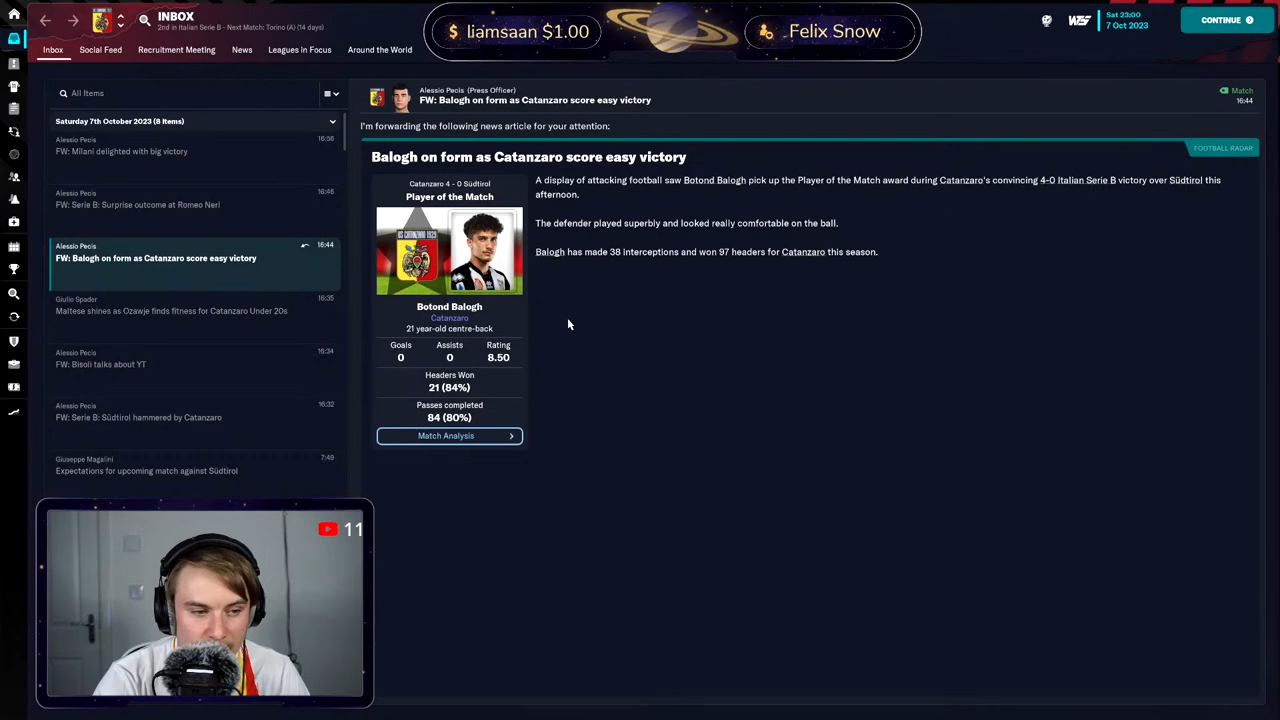 INBOX
2nd in Italian Serie B - Next Match: Torino (A) (14 days)
$ liamsaan $1.00
Felix Snow
Sat 23:00
7 Oct 2023
CONTINUE
Inbox
Social Feed
Recruitment Meeting
News
Leagues in Focus
Around the World
All Items
Saturday 7th October 2023 (8 Items)
Alessio Pecis
16:56
FW: Milani delighted with big victory
Alessio Pecis
16:46
FW: Serie B: Surprise outcome at Romeo Neri
Alessio Pecis
16:44
FW: Balogh on form as Catanzaro score easy victory
Giulio Spader
16:35
Maltese shines as Ozawje finds fitness for Catanzaro Under 20s
Alessio Pecis
16:34
FW: Bisoli talks about YT
Alessio Pecis
16:32
FW: Serie B: Südtirol hammered by Catanzaro
Giuseppe Magalini
7:49
Expectations for upcoming match against Südtirol
Alessio Pecis (Press Officer)
FW: Balogh on form as Catanzaro score easy victory
Match
16:44
I'm forwarding the following news article for your attention:
FOOTBALL RADAR
Balogh on form as Catanzaro score easy victory
Catanzaro 4 - 0 Südtirol
Player of the Match
Botond Balogh
Catanzaro
21 year-old centre-back
Goals Assists Rating
0 0 8.50
Headers Won
21 (84%)
Passes completed
84 (80%)
Match Analysis
A display of attacking football saw Botond Balogh pick up the Player of the Match award during Catanzaro's convincing 4-0 Italian Serie B victory over Südtirol this
afternoon.
The defender played superbly and looked really comfortable on the ball.
Balogh has made 38 interceptions and won 97 headers for Catanzaro this season.
11